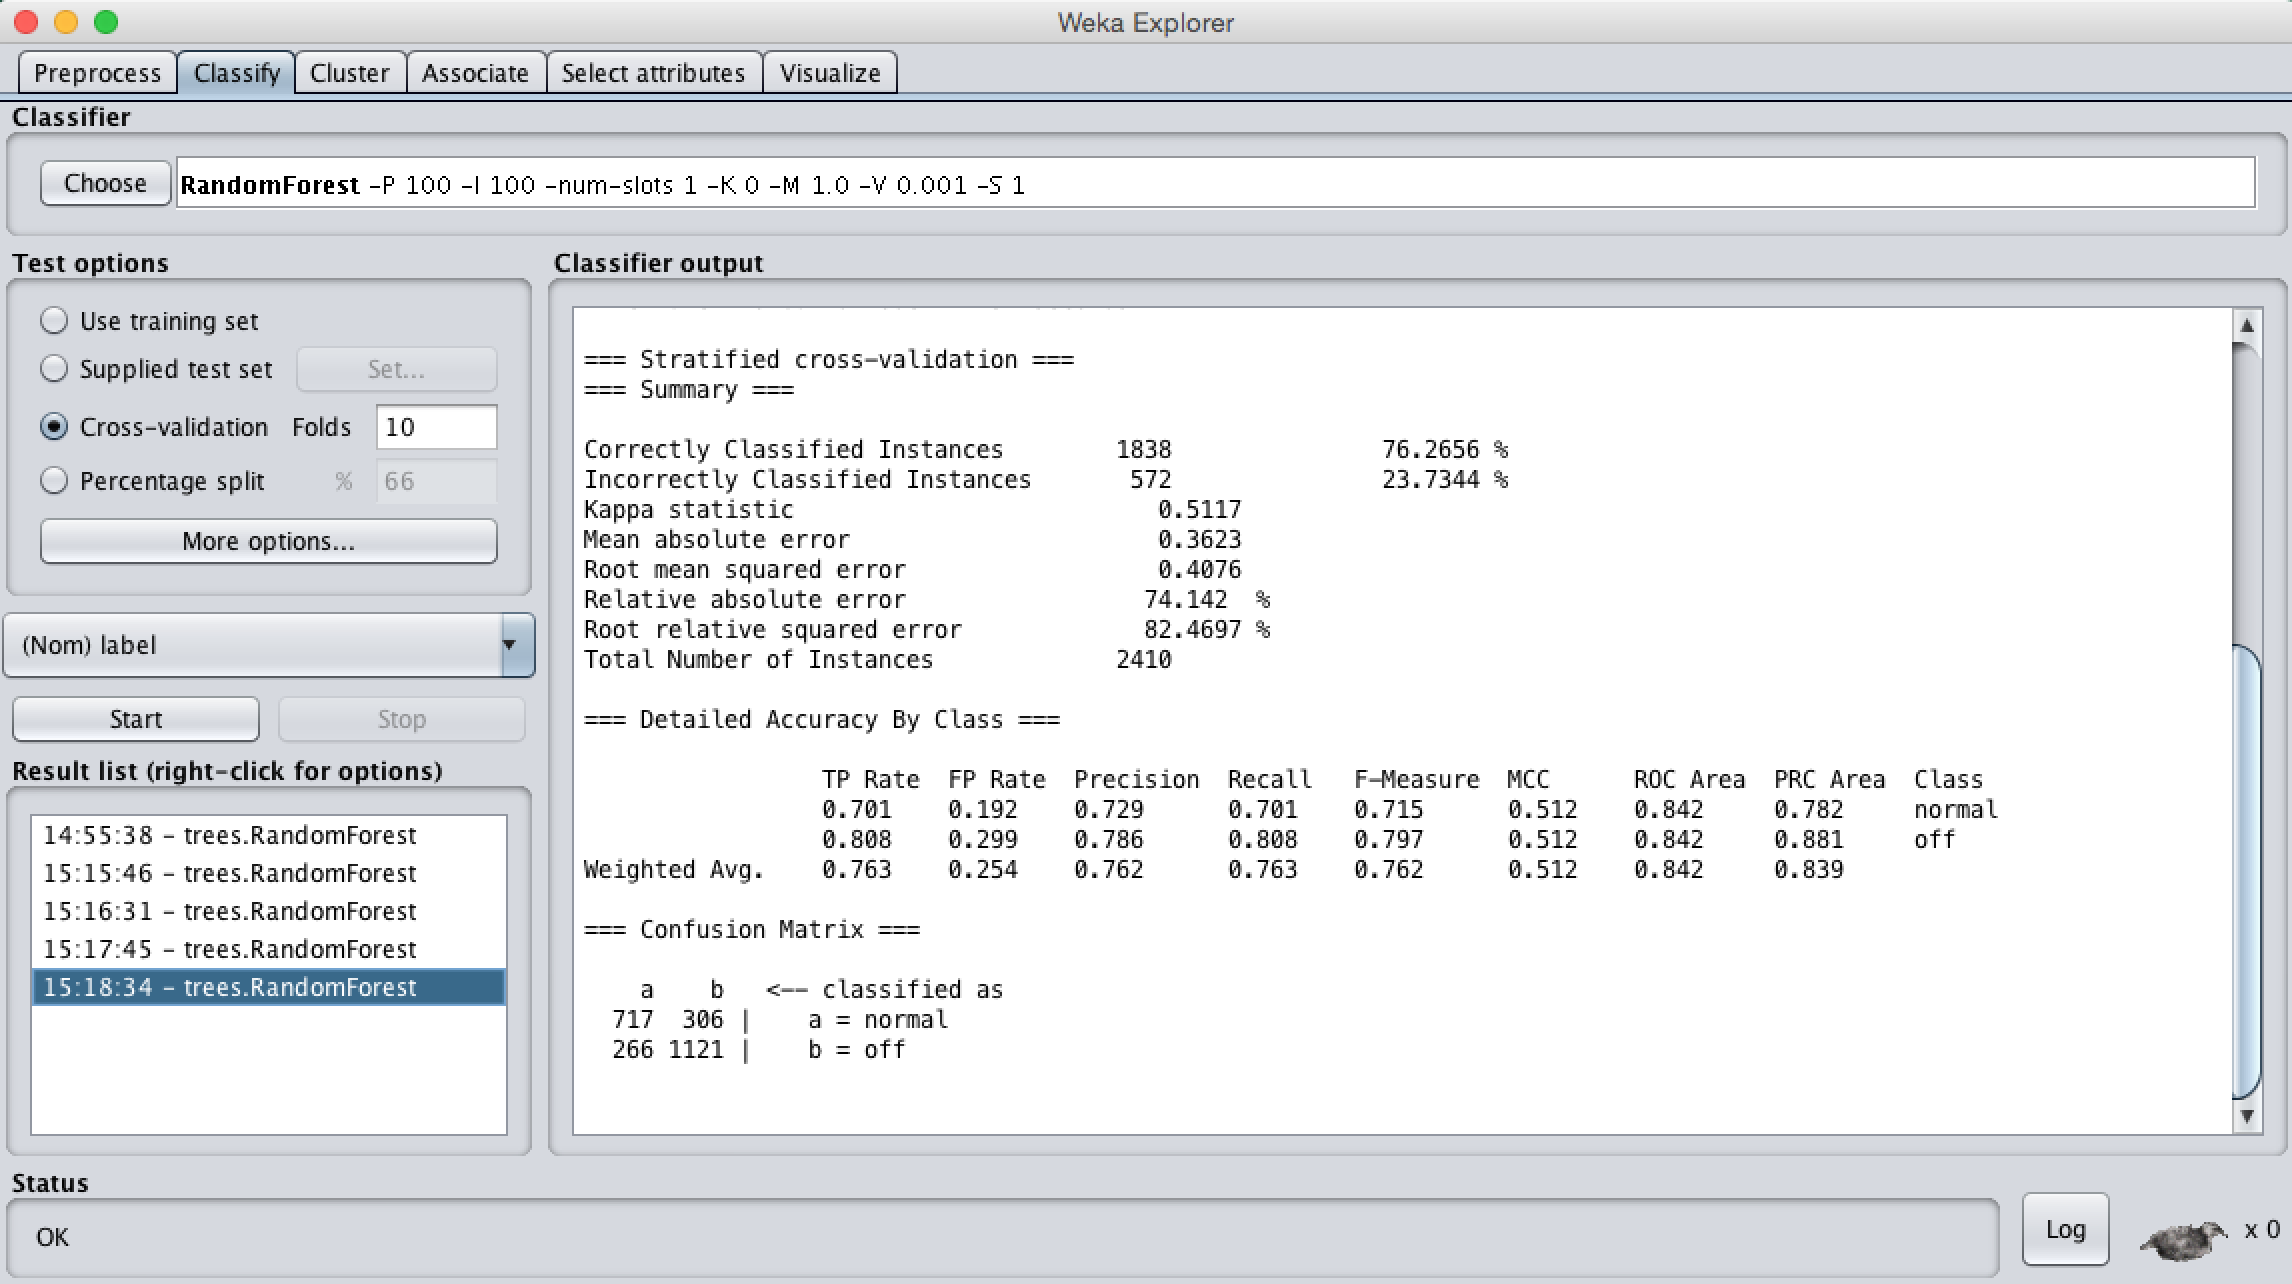 Weka Explorer
Preprocess Classify Cluster Associate Select attributes Visualize
Classifier
Choose RandomForest -P 100 -I 100 -num-slots 1 -K 0 -M 1.0 -V 0.001 -S 1
Test options
Use training set
Supplied test set Set...
Cross-validation Folds 10
Percentage split % 66
More options...
(Nom) label
Start Stop
Result list (right-click for options)
14:55:38 - trees.RandomForest
15:15:46 - trees.RandomForest
15:16:31 - trees.RandomForest
15:17:45 - trees.RandomForest
15:18:34 - trees.RandomForest
Classifier output
=== Stratified cross-validation ===
=== Summary ===
Correctly Classified Instances 1838 76.2656 %
Incorrectly Classified Instances 572 23.7344 %
Kappa statistic 0.5117
Mean absolute error 0.3623
Root mean squared error 0.4076
Relative absolute error 74.142 %
Root relative squared error 82.4697 %
Total Number of Instances 2410
=== Detailed Accuracy By Class ===
TP Rate FP Rate Precision Recall F-Measure MCC ROC Area PRC Area Class
0.701 0.192 0.729 0.701 0.715 0.512 0.842 0.782 normal
0.808 0.299 0.786 0.808 0.797 0.512 0.842 0.881 off
Weighted Avg. 0.763 0.254 0.762 0.763 0.762 0.512 0.842 0.839
=== Confusion Matrix ===
a b <-- classified as
717 306 | a = normal
266 1121 | b = off
Status
OK
Log x 0